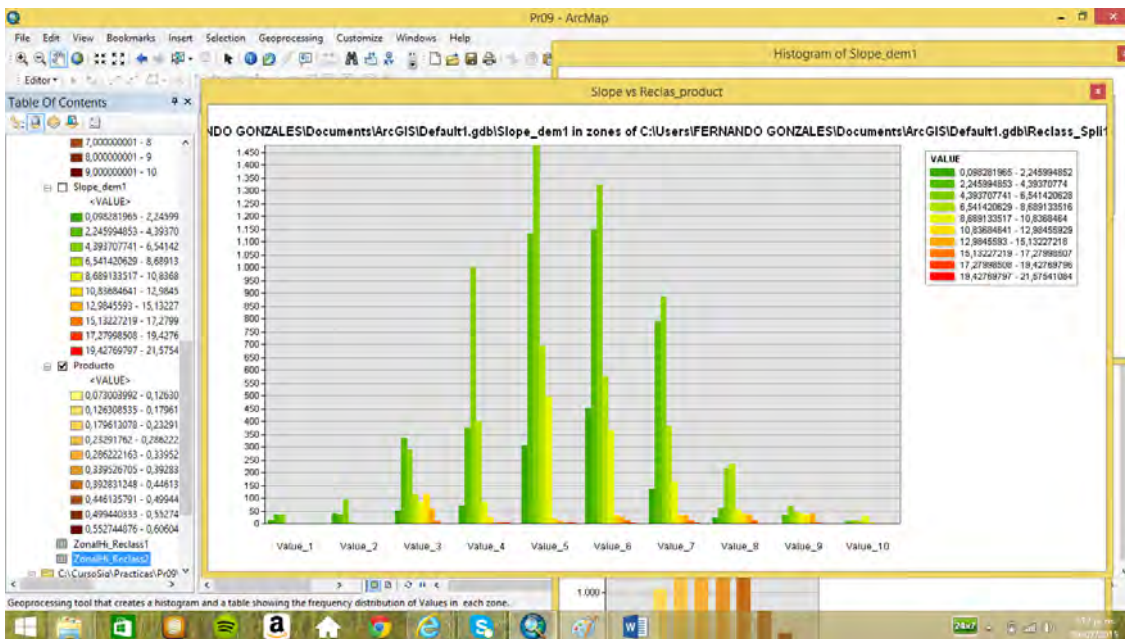 Pr09 - ArcMap
File Edit View Bookmarks Insert Selection Geoprocessing Customize Windows Help
Histogram of Slope_dem1
Editor
Table Of Contents
Slope vs Reclas_product
7,000000001 - 8
8,000000001 - 9
9,000000001 - 10
Slope_dem1
<VALUE>
0,098281965 - 2,24599
2,245994853 - 4,39370
4,393707741 - 6,54142
6,541420629 - 8,68913
8,689133517 - 10,8368
10,83684641 - 12,9845
12,9845593 - 15,13227
15,13227219 - 17,2799
17,27998508 - 19,4276
19,42769797 - 21,5754
Producto
<VALUE>
0,073003992 - 0,12630
0,126308535 - 0,17961
0,179613078 - 0,23291
0,23291762 - 0,286222
0,286222163 - 0,33952
0,339526705 - 0,39283
0,392831248 - 0,44613
0,446135791 - 0,49944
0,499440333 - 0,55274
0,552744876 - 0,60604
ZonalHi_Reclass1
ZonalHi_Reclass2
C:\CursoSia\Practicas\Pr09\
NDO GONZALES\Documents\ArcGIS\Default1.gdb\Slope_dem1 in zones of C:\Users\FERNANDO GONZALES\Documents\ArcGIS\Default1.gdb\Reclass_Spli1
1.450
1.400
1.350
1.300
1.250
1.200
1.150
1.100
1.050
1.000
950
900
850
800
750
700
650
600
550
500
450
400
350
300
250
200
150
100
50
0
Value_1 Value_2 Value_3 Value_4 Value_5 Value_6 Value_7 Value_8 Value_9 Value_10
VALUE
0,098281965 - 2,245994852
2,245994853 - 4,39370774
4,393707741 - 6,541420628
6,541420629 - 8,689133516
8,689133517 - 10,8368464
10,83684641 - 12,98455929
12,9845593 - 15,13227218
15,13227219 - 17,27998507
17,27998508 - 19,42769796
19,42769797 - 21,57541084
1.000
Geoprocessing tool that creates a histogram and a table showing the frequency distribution of Values in each zone.
24x7